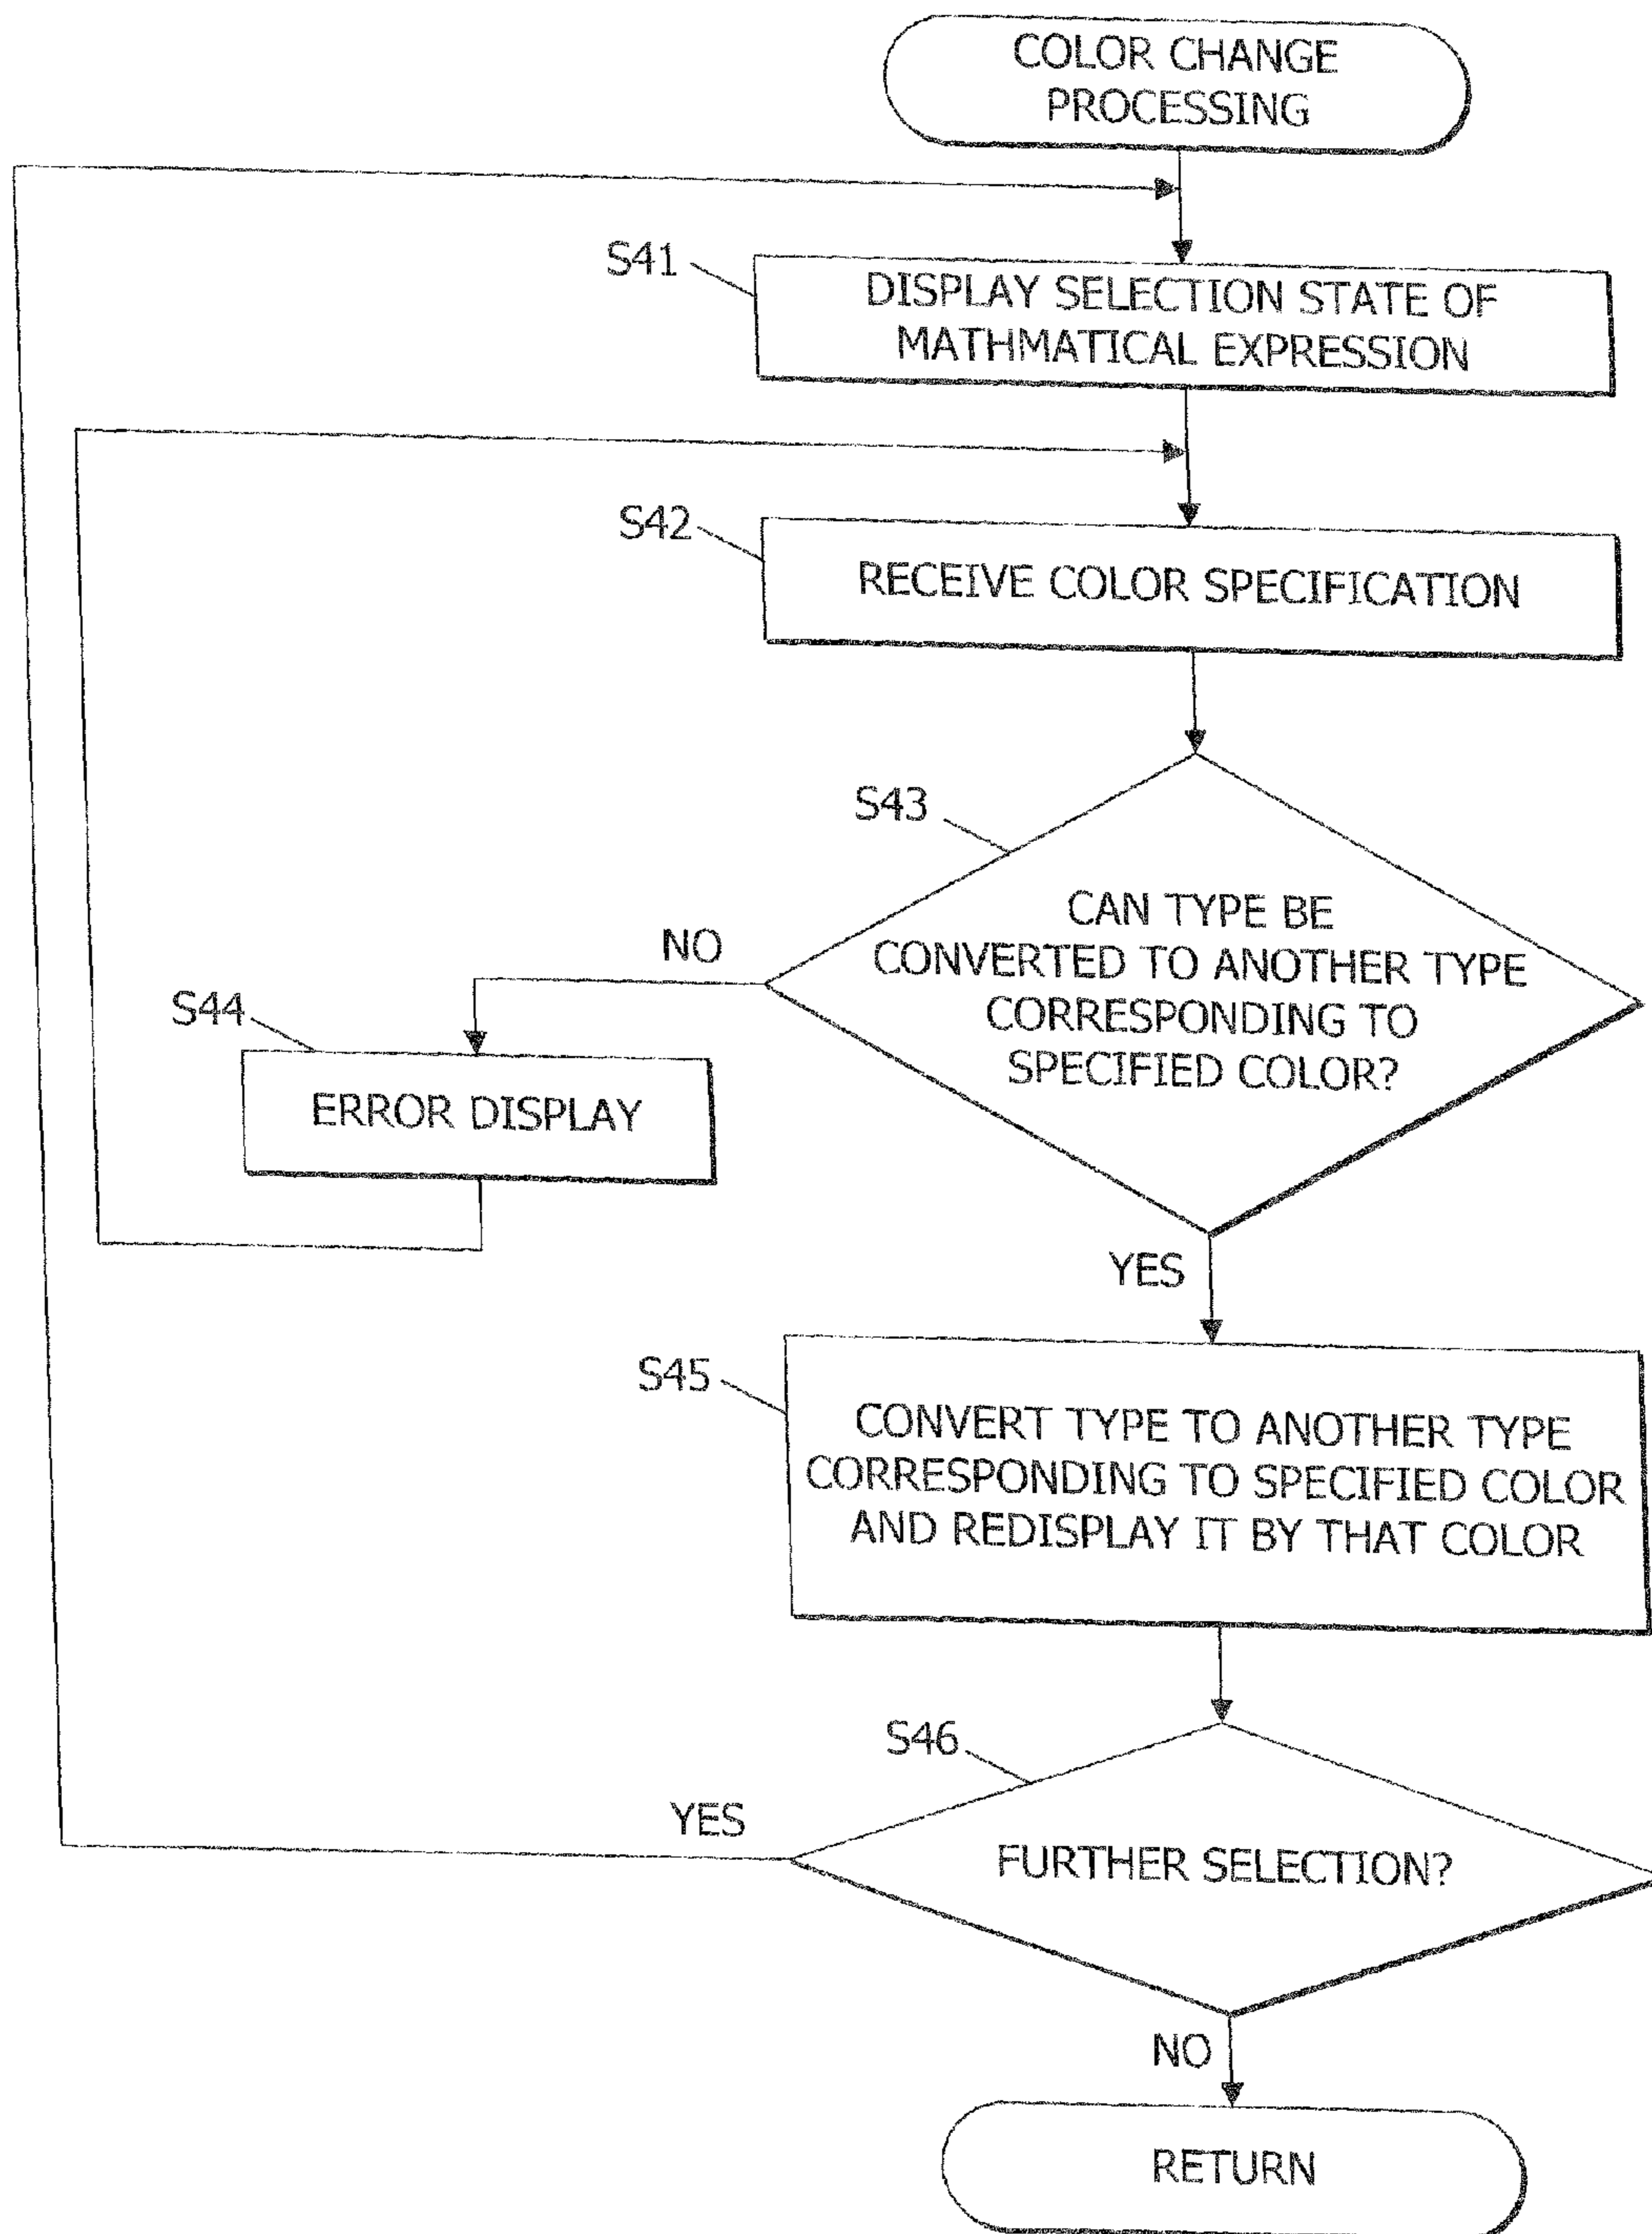 COLOR CHANGE
PROCESSING
S41
DISPLAY SELECTION STATE OF
MATHMATICAL EXPRESSION
S42
RECEIVE COLOR SPECIFICATION
S43
CAN TYPE BE
CONVERTED TO ANOTHER TYPE
CORRESPONDING TO
SPECIFIED COLOR?
NO
S44
ERROR DISPLAY
YES
S45
CONVERT TYPE TO ANOTHER TYPE
CORRESPONDING TO SPECIFIED COLOR
AND REDISPLAY IT BY THAT COLOR
S46
YES
FURTHER SELECTION?
NO
RETURN